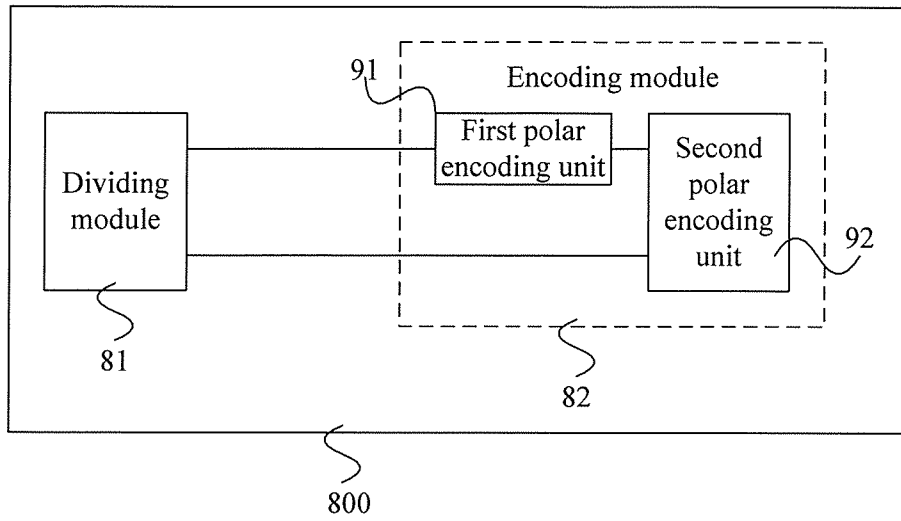 91
Encoding module
First polar
encoding unit
Second
polar
encoding
unit
Dividing
module
92
81
82
800